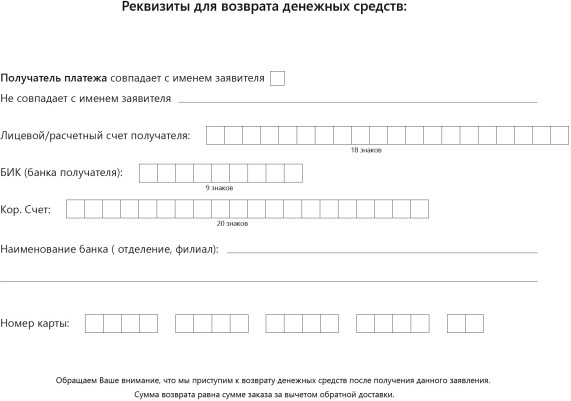 Реквизиты для возврата денежных средств:
Получатель платежа совпадает с именем заявителя
Не совпадает с именем заявителя
Лицевой/расчетный счет получателя:
18 знаков
БИК (банка получателя):
9 знаков
Кор. Счет:
20 знаков
Наименование банка ( отделение, филиал):
Номер карты:
Обращаем Ваше внимание, что мы приступим к возврату денежных средств после получения данного заявления.
Сумма возврата равна сумме заказа за вычетом обратной доставки.